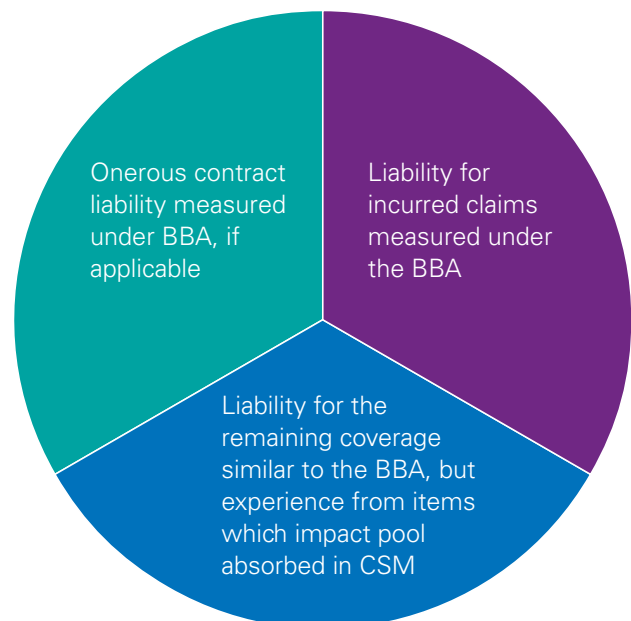 Onerous contract
liability measured
under BBA, if
applicable
Liability for
incurred claims
measured under
the BBA
Liability for the
remaining coverage
similar to the BBA, but
experience from items
which impact pool
absorbed in CSM